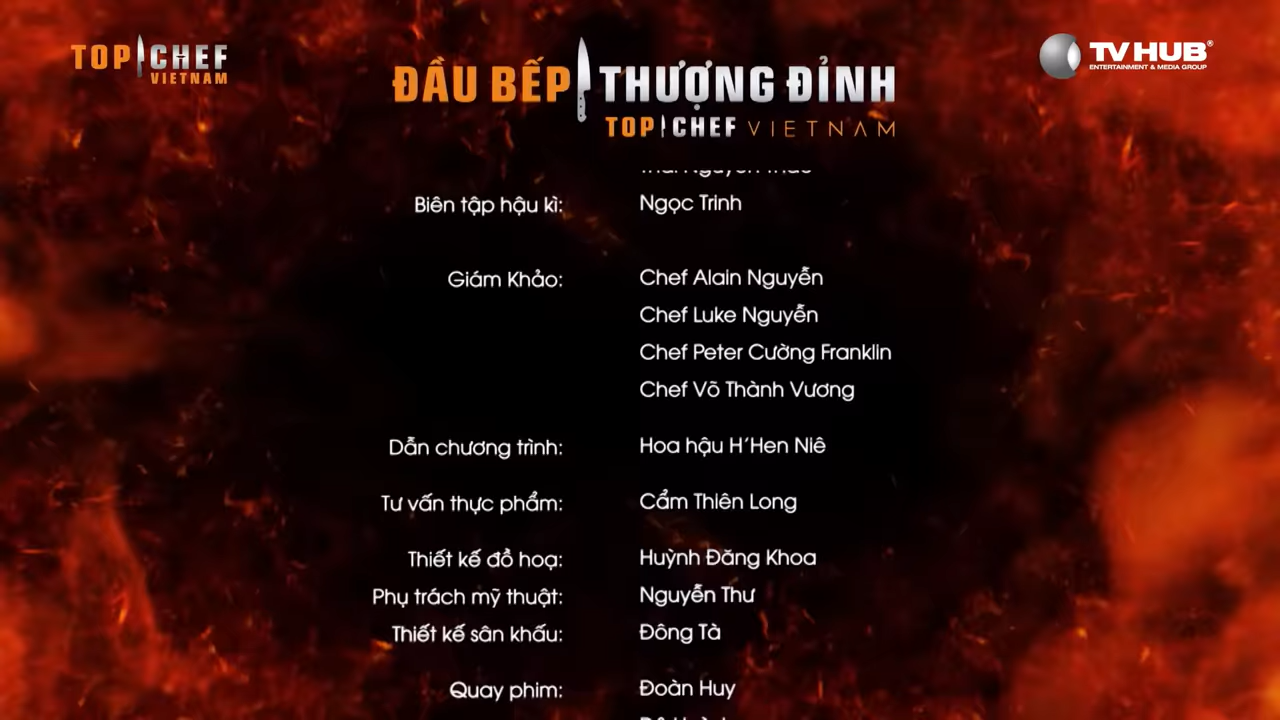 TOP CHEF
VIETNAM
TV HUB®
ENTERTAINMENT & MEDIA GROUP
ĐẦU BẾP THƯỢNG ĐỈNH
TOP CHEF VIETNAM
Biên tập hậu kì: Ngọc Trinh
Giám Khảo: Chef Alain Nguyễn
Chef Luke Nguyễn
Chef Peter Cường Franklin
Chef Võ Thành Vương
Dẫn chương trình: Hoa hậu H'Hen Niê
Tư vấn thực phẩm: Cẩm Thiên Long
Thiết kế đồ hoạ: Huỳnh Đăng Khoa
Phụ trách mỹ thuật: Nguyễn Thư
Thiết kế sân khấu: Đông Tà
Quay phim: Đoàn Huy